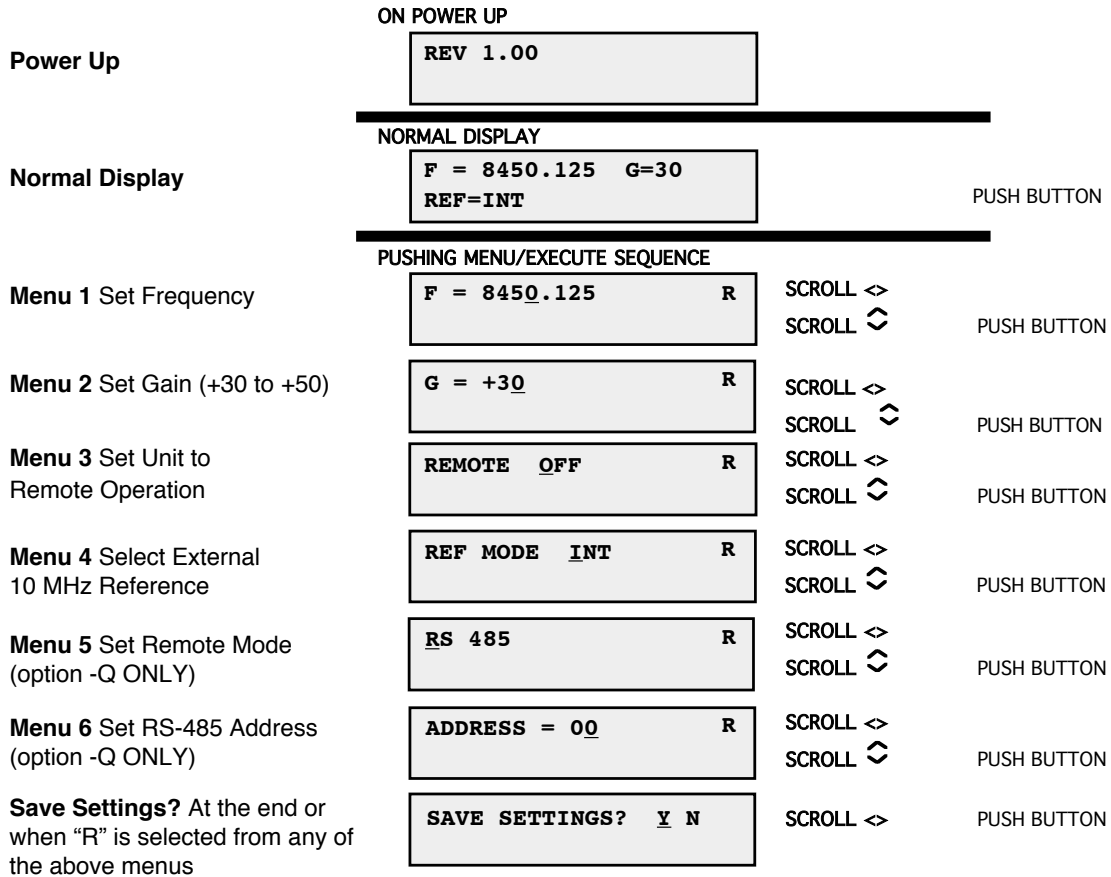 ON POWER UP
Power Up
REV 1.00
NORMAL DISPLAY
Normal Display
F = 8450.125 G=30
REF=INT
PUSH BUTTON
PUSHING MENU/EXECUTE SEQUENCE
Menu 1 Set Frequency
F = 8450.125 R
SCROLL <>
SCROLL
PUSH BUTTON
Menu 2 Set Gain (+30 to +50)
G = +30 R
SCROLL <>
SCROLL
PUSH BUTTON
Menu 3 Set Unit to
Remote Operation
REMOTE OFF R
SCROLL <>
SCROLL
PUSH BUTTON
Menu 4 Select External
10 MHz Reference
REF MODE INT R
SCROLL <>
SCROLL
PUSH BUTTON
Menu 5 Set Remote Mode
(option -Q ONLY)
RS 485 R
SCROLL <>
SCROLL
PUSH BUTTON
Menu 6 Set RS-485 Address
(option -Q ONLY)
ADDRESS = 00 R
SCROLL <>
SCROLL
PUSH BUTTON
Save Settings? At the end or
when “R” is selected from any of
the above menus
SAVE SETTINGS? Y N
SCROLL <>
PUSH BUTTON